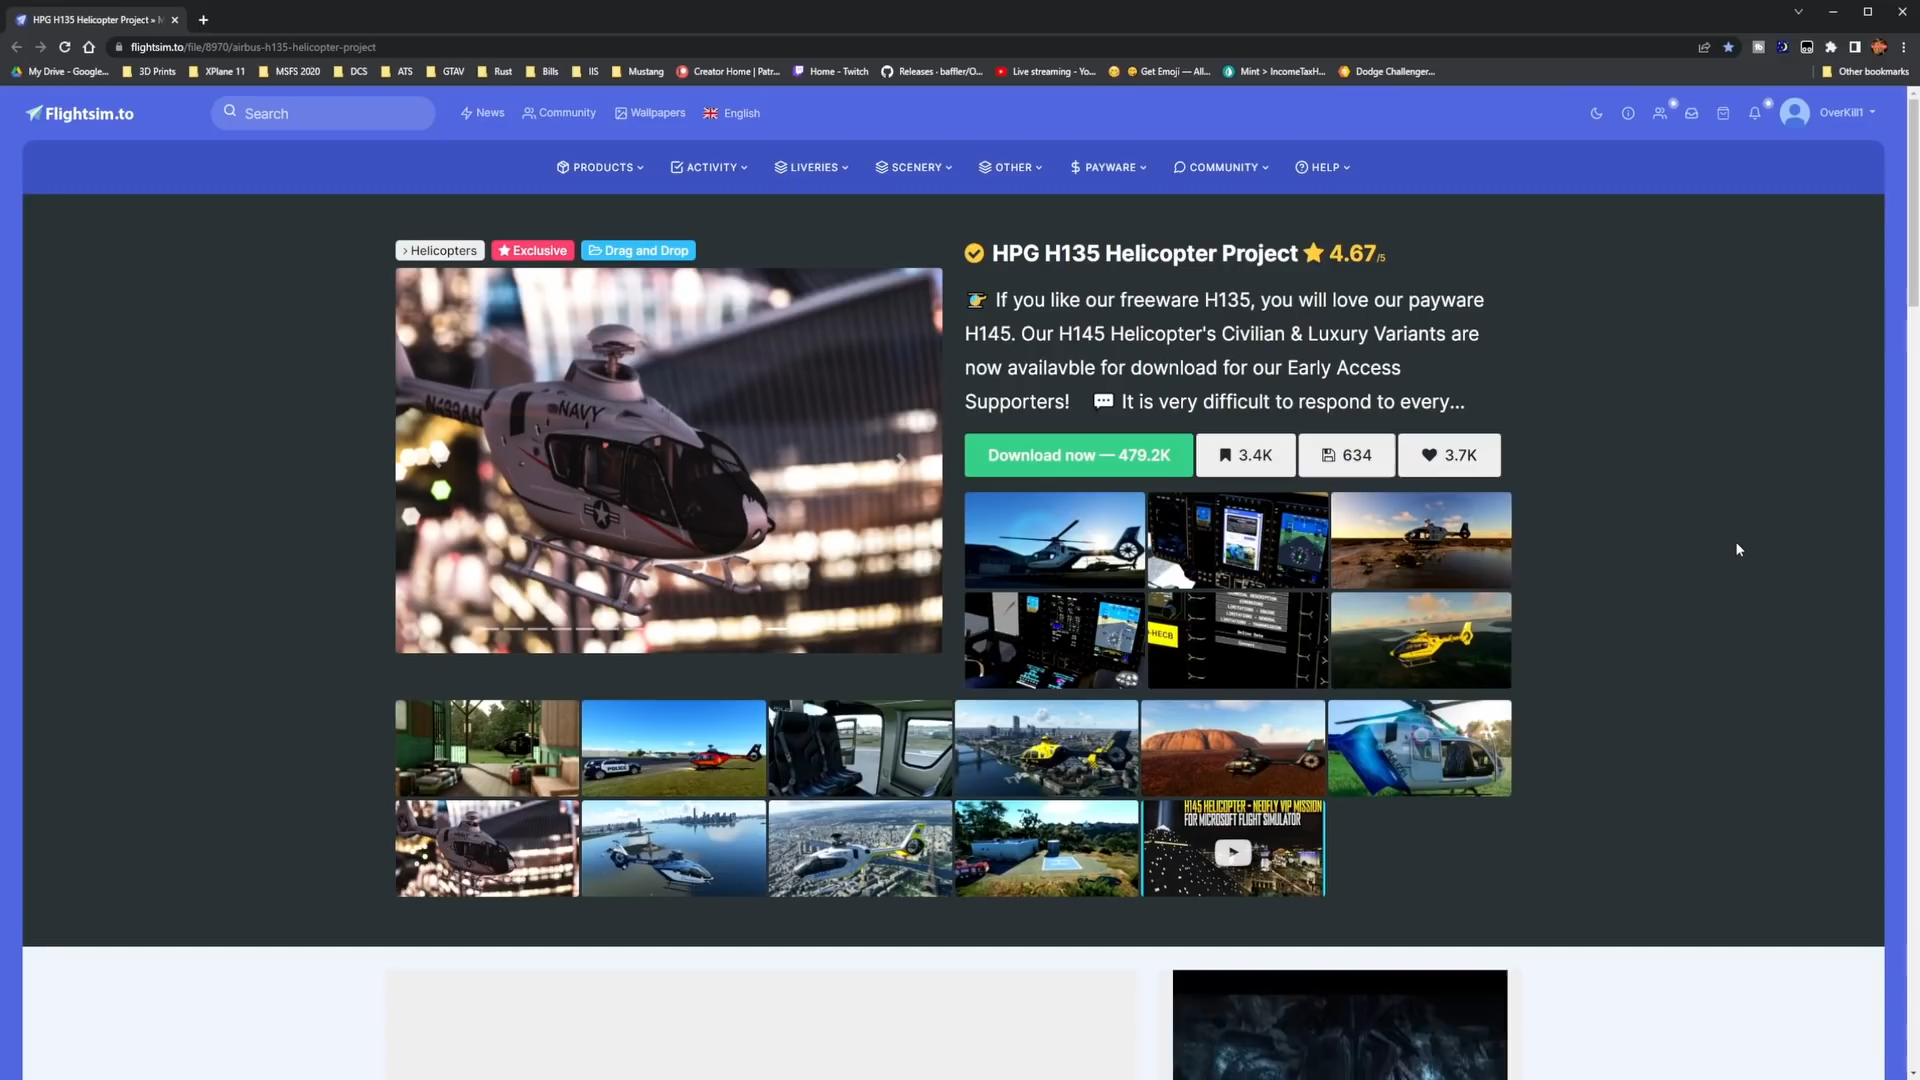 HPG H135 Helicopter Project » M
flightsim.to/file/8970/airbus-h135-helicopter-project
My Drive - Google... 3D Prints XPlane 11 MSFS 2020 DCS ATS GTAV Rust Bills IIS Mustang Creator Home | Patr... Home - Twitch Releases · baffler/O... Live streaming - Yo... Get Emoji — All... Mint > IncomeTaxH... Dodge Challenger... Other bookmarks
Flightsim.to Search News Community Wallpapers English OverKill1
PRODUCTS ACTIVITY LIVERIES SCENERY OTHER PAYWARE COMMUNITY HELP
› Helicopters Exclusive Drag and Drop
HPG H135 Helicopter Project 4.67/5
If you like our freeware H135, you will love our payware
H145. Our H145 Helicopter's Civilian & Luxury Variants are
now availavble for download for our Early Access
Supporters! It is very difficult to respond to every...
Download now — 479.2K 3.4K 634 3.7K
NAVY
HECB
POLICE
H145 HELICOPTER - NEOFLY VIP MISSION
FOR MICROSOFT FLIGHT SIMULATOR